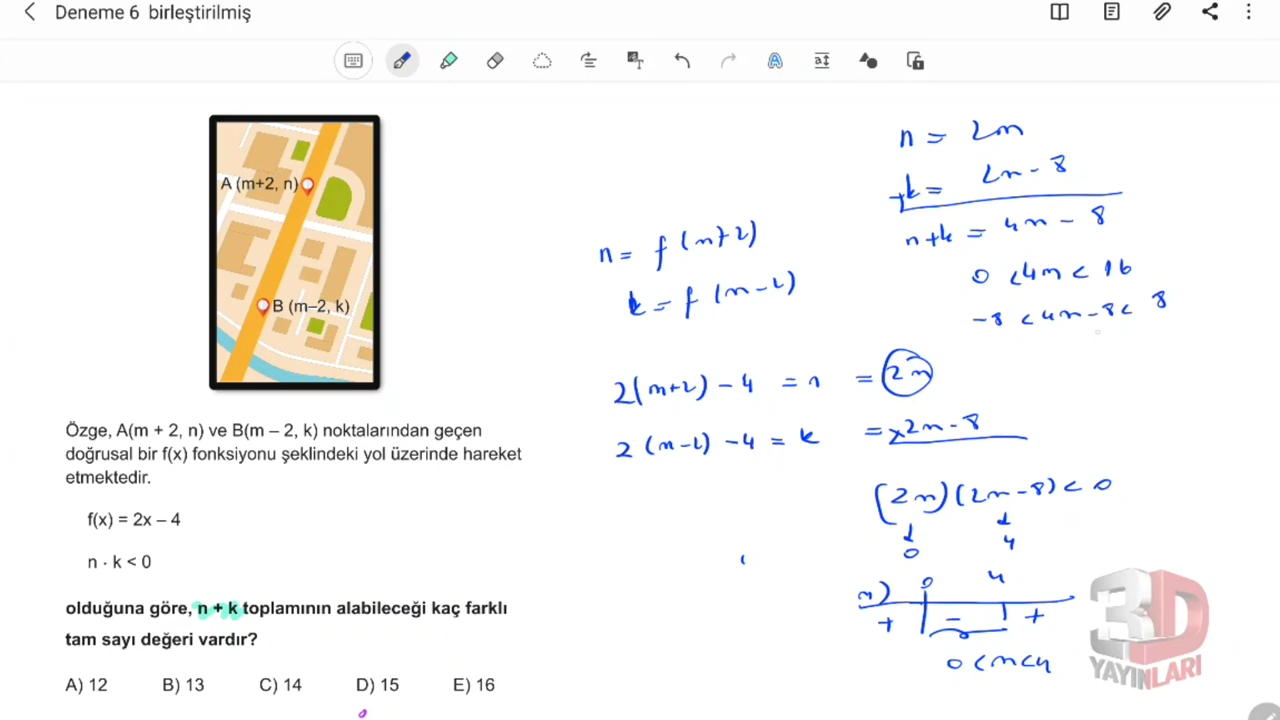 Deneme 6 birleştirilmiş
A (m+2, n)
B (m–2, k)
Özge, A(m + 2, n) ve B(m – 2, k) noktalarından geçen
doğrusal bir f(x) fonksiyonu şeklindeki yol üzerinde hareket
etmektedir.
f(x) = 2x – 4
n · k < 0
olduğuna göre, n + k toplamının alabileceği kaç farklı
tam sayı değeri vardır?
A) 12 B) 13 C) 14 D) 15 E) 16
n = f(m+2)
k = f(m-2)
2(m+2) - 4 = n = 2m
2(m-2) - 4 = k = x2m-8
n = 2m
+k = 2m-8
n+k = 4m-8
0 < 4m < 16
-8 < 4m-8 < 8
(2m)(2m-8) < 0
0 4
m) 0 4
+ - +
0 < m < 4
3D
YAYINLARI